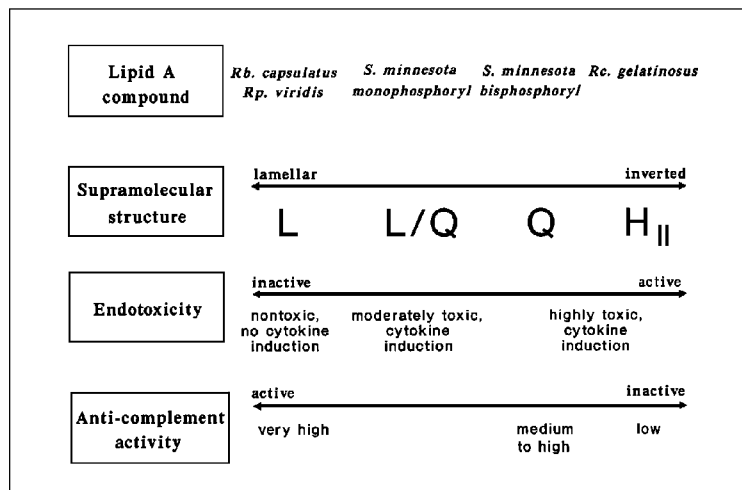 Lipid A
compound
Rb. capsulatus
Rp. viridis
S. minnesota
monophosphoryl
S. minnesota
bisphosphoryl
Rc. gelatinosus
Supramolecular
structure
lamellar
inverted
L
L/Q
Q
H II
Endotoxicity
inactive
active
nontoxic,
no cytokine
induction
moderately toxic,
cytokine
induction
highly toxic,
cytokine
induction
Anti-complement
activity
active
inactive
very high
medium
to high
low